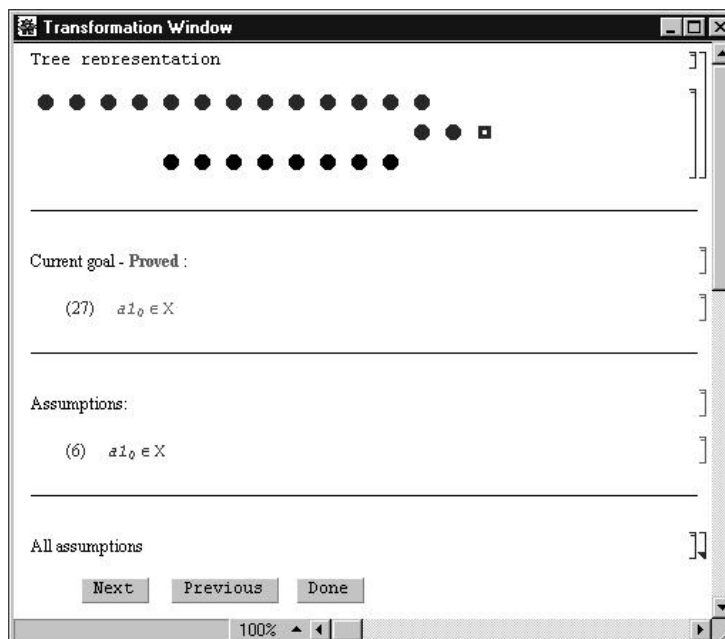 Transformation Window
Tree representation
Current goal - Proved :
(27) a1₀ ∈ X
Assumptions:
(6) a1₀ ∈ X
All assumptions
Next Previous Done
100%